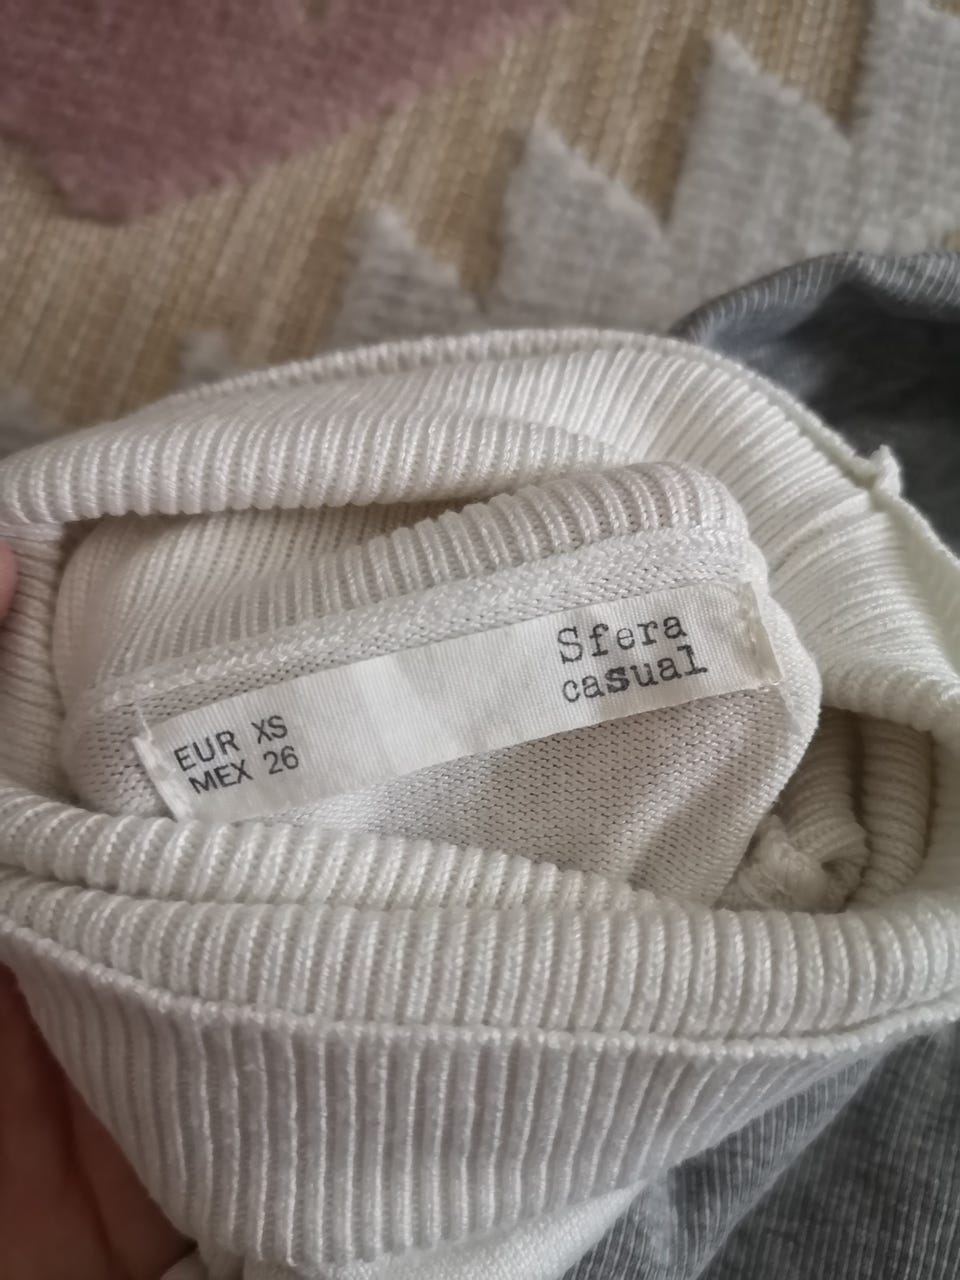 Sfera
casual
EUR XS
MEX 26